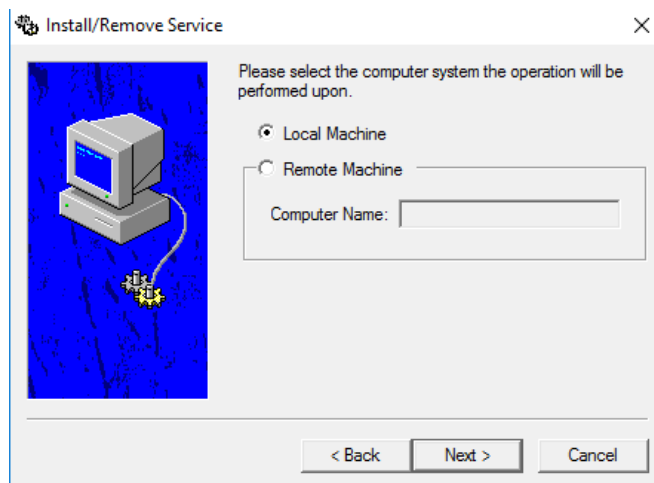 Install/Remove Service
Please select the computer system the operation will be
performed upon.
Local Machine
Remote Machine
Computer Name:
< Back
Next >
Cancel